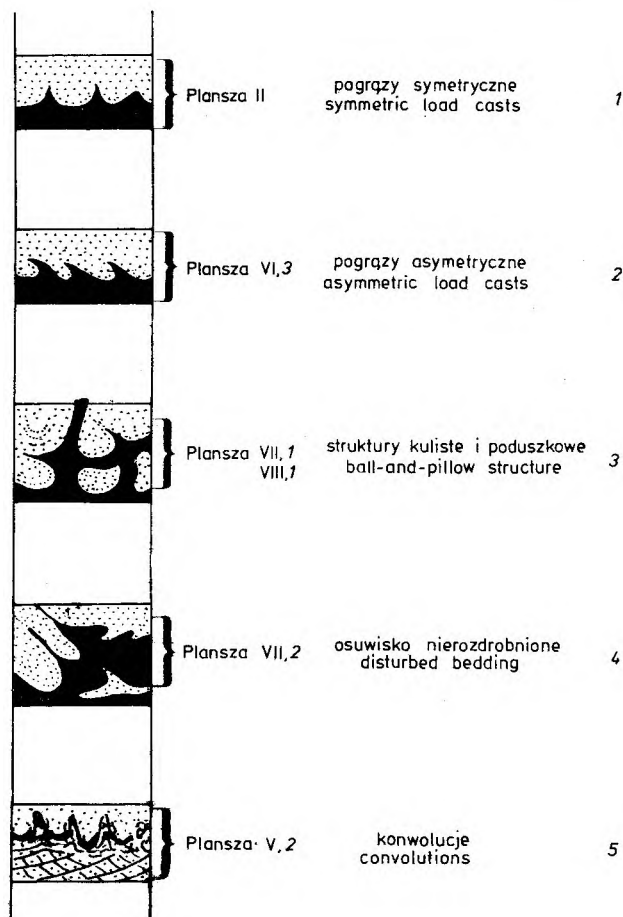 Plansza II pogrązy symetryczne
symmetric load casts 1
Plansza VI,3 pogrązy asymetryczne
asymmetric load casts 2
Plansza VII,1 struktury kuliste i poduszkowe
VIII,1 ball-and-pillow structure 3
Plansza VII,2 osuwisko nierozdrobnione
disturbed bedding 4
Plansza V,2 konwolucje
convolutions 5